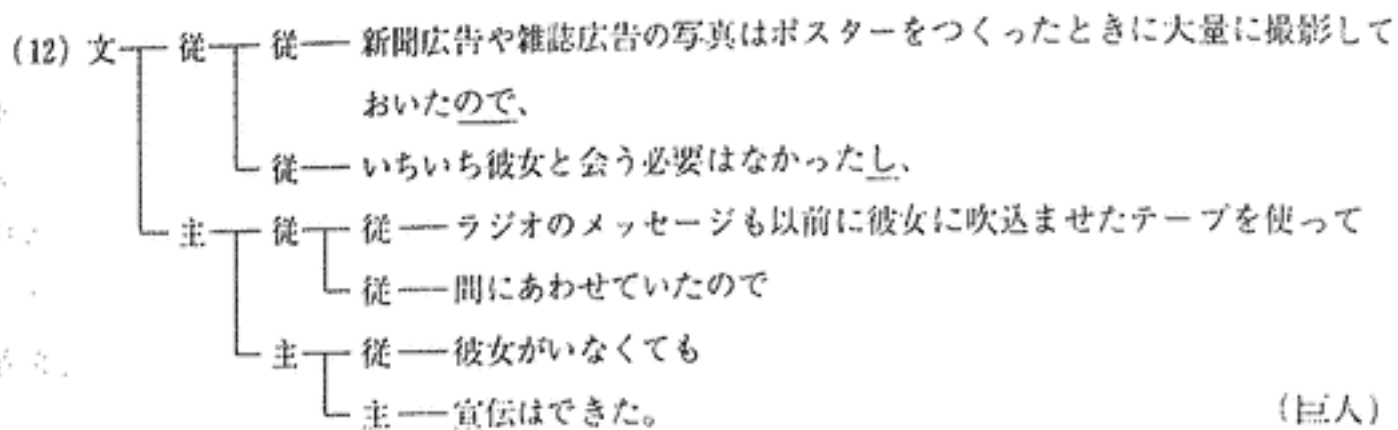 (12) 文 従 従 新聞広告や雑誌広告の写真はポスターをつくったときに大量に撮影して
おいたので、
従 いちいち彼女と会う必要はなかったし、
主 従 従 ラジオのメッセージも以前に彼女に吹込ませたテープを使って
従 間にあわせていたので
主 従 彼女がいなくても
主 宣伝はできた。 (巨人)